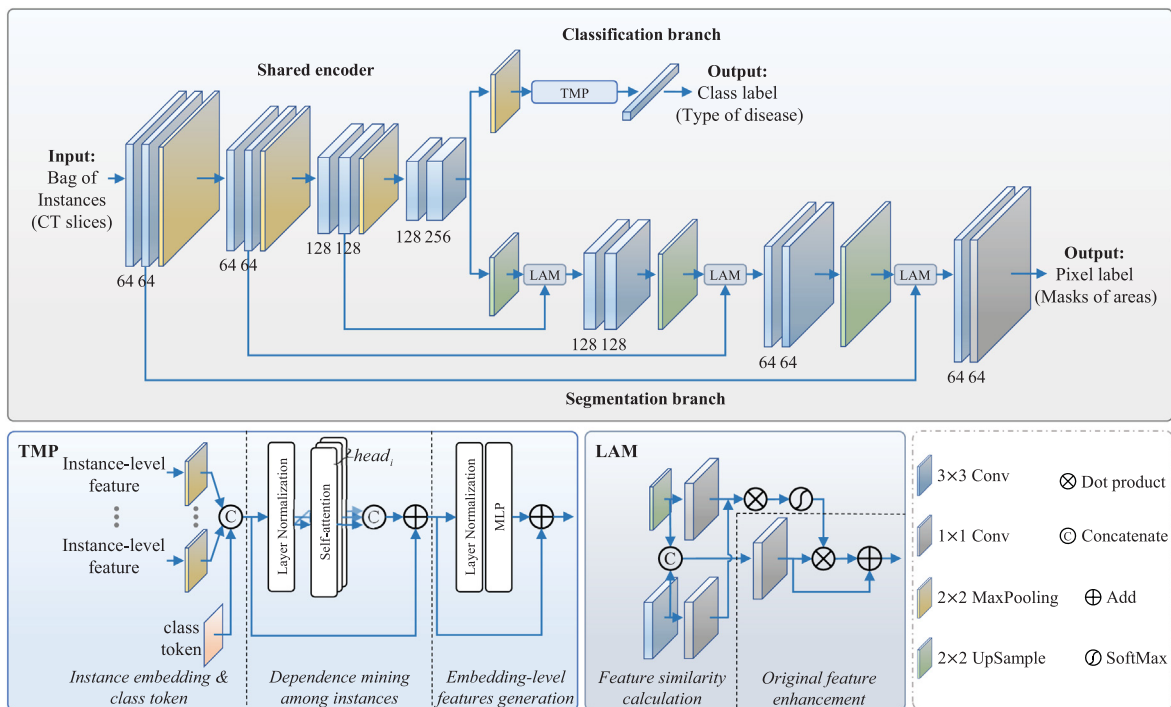 Classification branch
Shared encoder
Output:
Class label
(Type of disease)
TMP
Input:
Bag of
Instances
(CT slices)
64 64
64 64
128 128
128 256
LAM
LAM
LAM
128 128
64 64
64 64
Output:
Pixel label
(Masks of areas)
Segmentation branch
TMP
Instance-level
feature
Instance-level
feature
class
token
C
Layer Normalization
Self-attention
head_i
C
Layer Normalization
MLP
Instance embedding &
class token
Dependence mining
among instances
Embedding-level
features generation
LAM
C
Feature similarity
calculation
Original feature
enhancement
3×3 Conv
Dot product
1×1 Conv
C Concatenate
2×2 MaxPooling
Add
2×2 UpSample
SoftMax